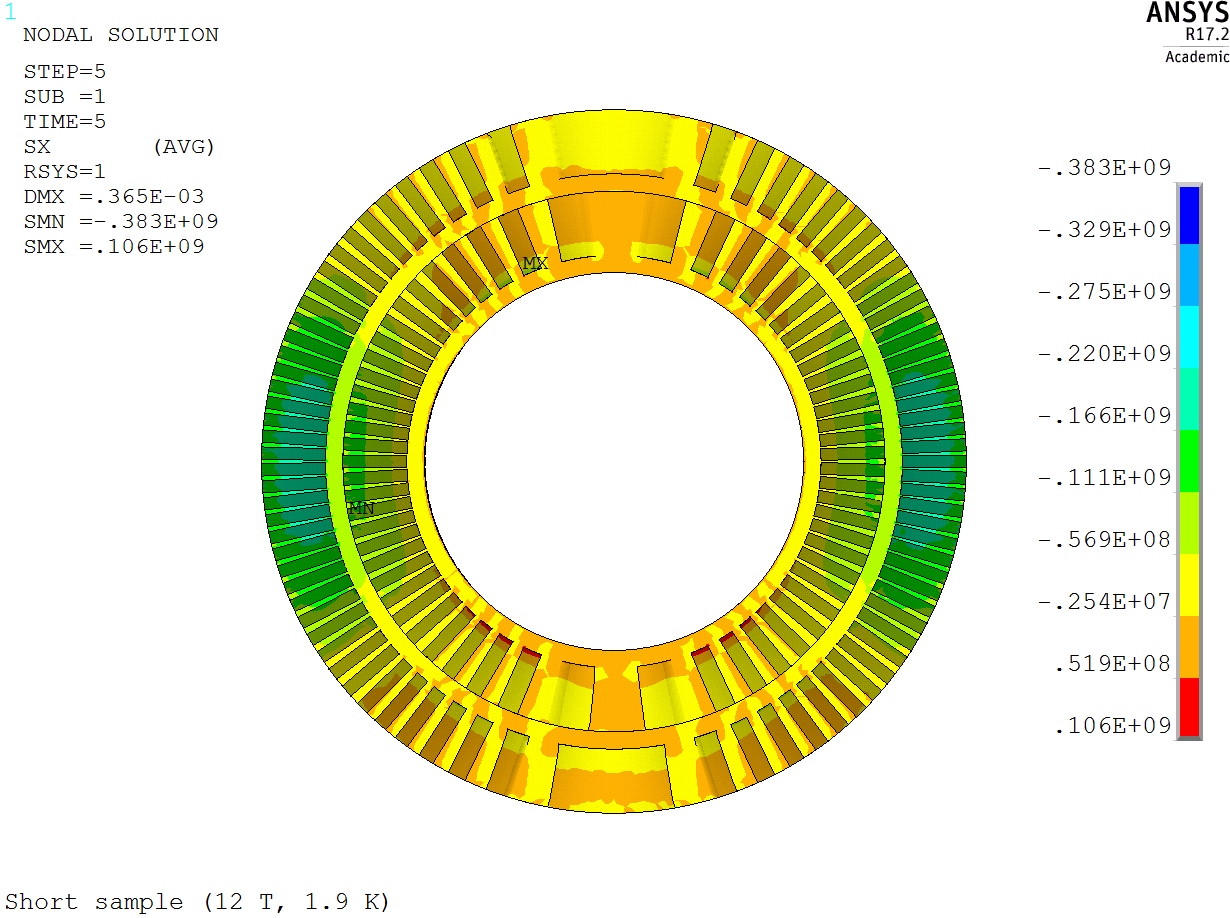 1
NODAL SOLUTION
STEP=5
SUB =1
TIME=5
SX (AVG)
RSYS=1
DMX =.365E-03
SMN =-.383E+09
SMX =.106E+09
ANSYS
R17.2
Academic
MX
MN
-.383E+09
-.329E+09
-.275E+09
-.220E+09
-.166E+09
-.111E+09
-.569E+08
-.254E+07
.519E+08
.106E+09
Short sample (12 T, 1.9 K)